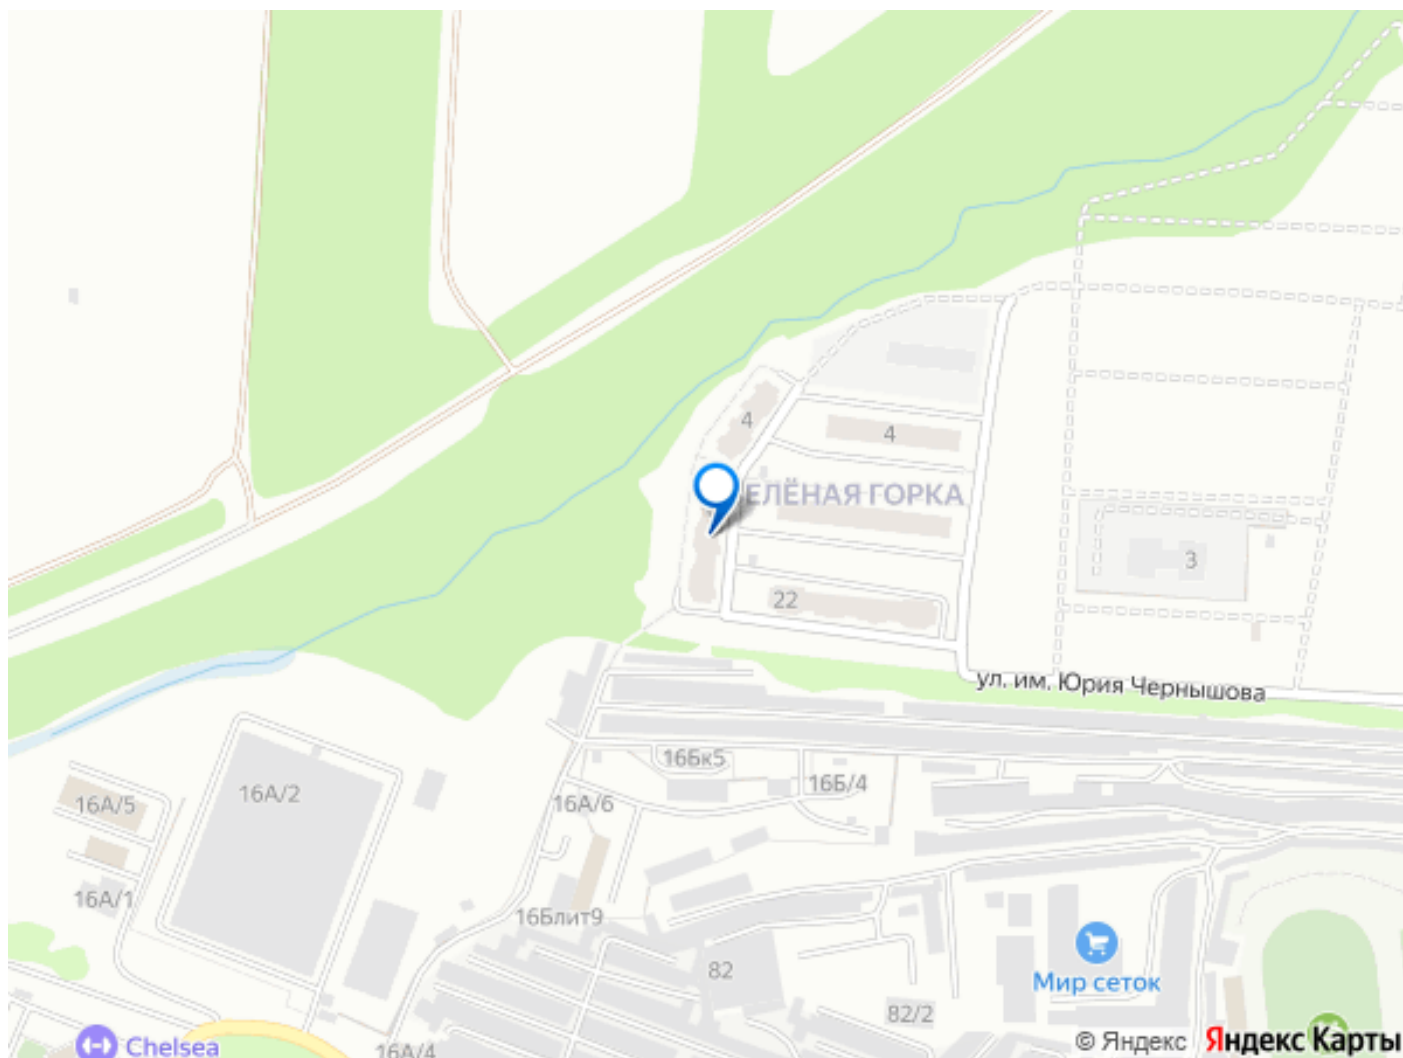 4
4
ЕЛЁНАЯ ГОРКА
3
22
ул. им. Юрия Чернышова
16Бк5
16Б/4
16А/2
16А/5
16А/6
16А/1
16Блит9
82
Мир сеток
82/2
Chelsea
16А/4
© Яндекс Яндекс Карты